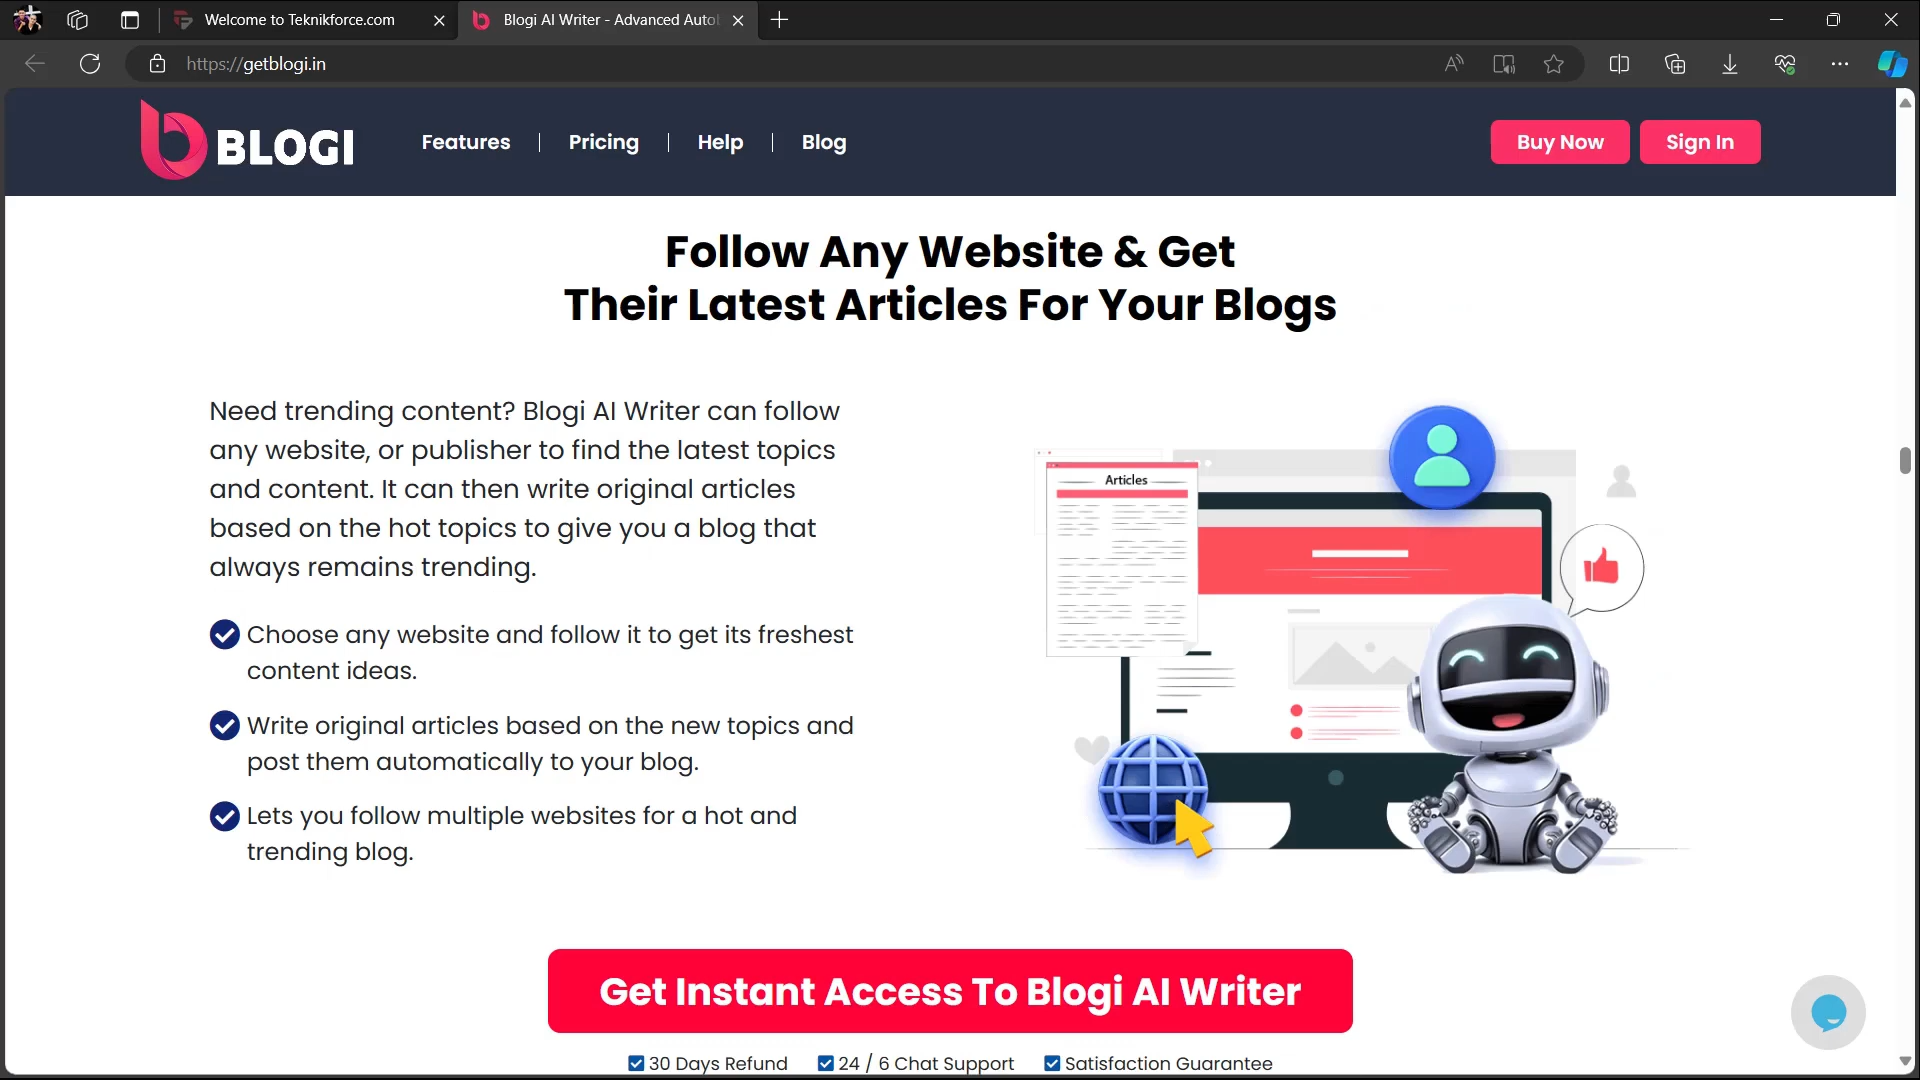 Welcome to Teknikforce.com
Blogi AI Writer - Advanced Autol
https://getblogi.in
BLOGI
Features
Pricing
Help
Blog
Buy Now
Sign In
Follow Any Website & Get
Their Latest Articles For Your Blogs
Need trending content? Blogi AI Writer can follow
any website, or publisher to find the latest topics
and content. It can then write original articles
based on the hot topics to give you a blog that
always remains trending.
Choose any website and follow it to get its freshest
content ideas.
Write original articles based on the new topics and
post them automatically to your blog.
Lets you follow multiple websites for a hot and
trending blog.
Articles
Get Instant Access To Blogi AI Writer
30 Days Refund
24 / 6 Chat Support
Satisfaction Guarantee